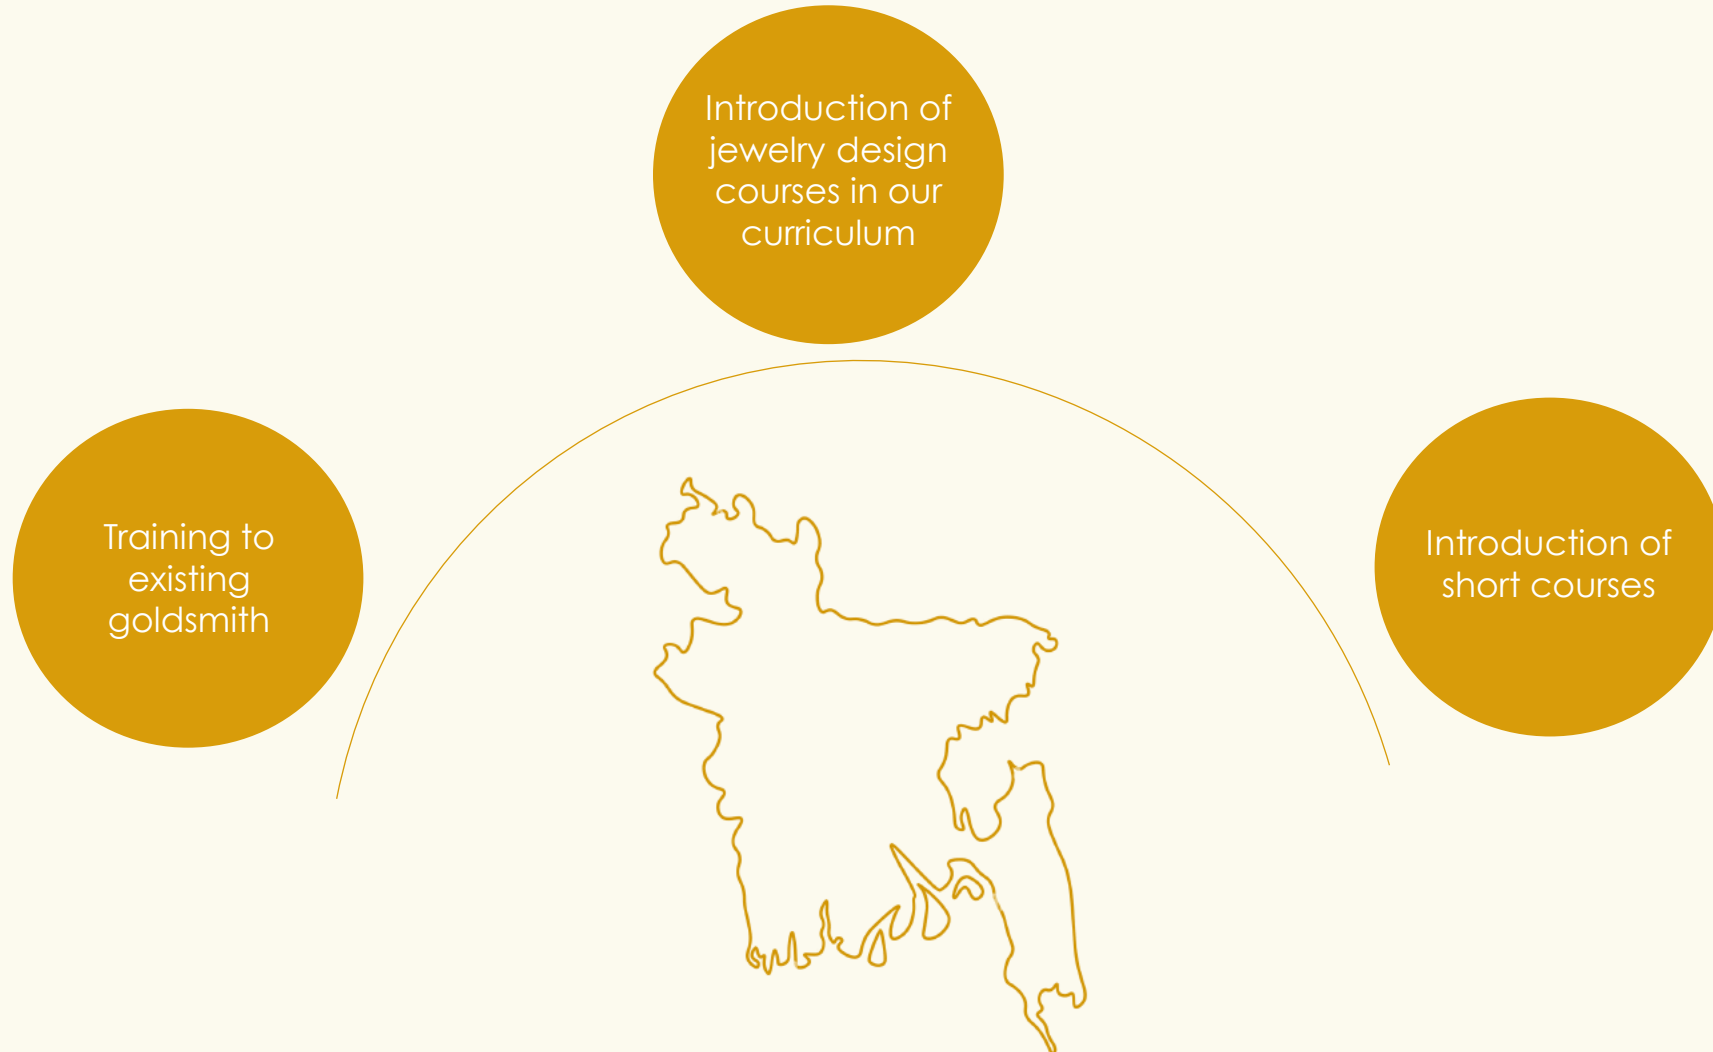 Introduction of
jewelry design
courses in our
curriculum
Training to
existing
goldsmith
Introduction of
short courses